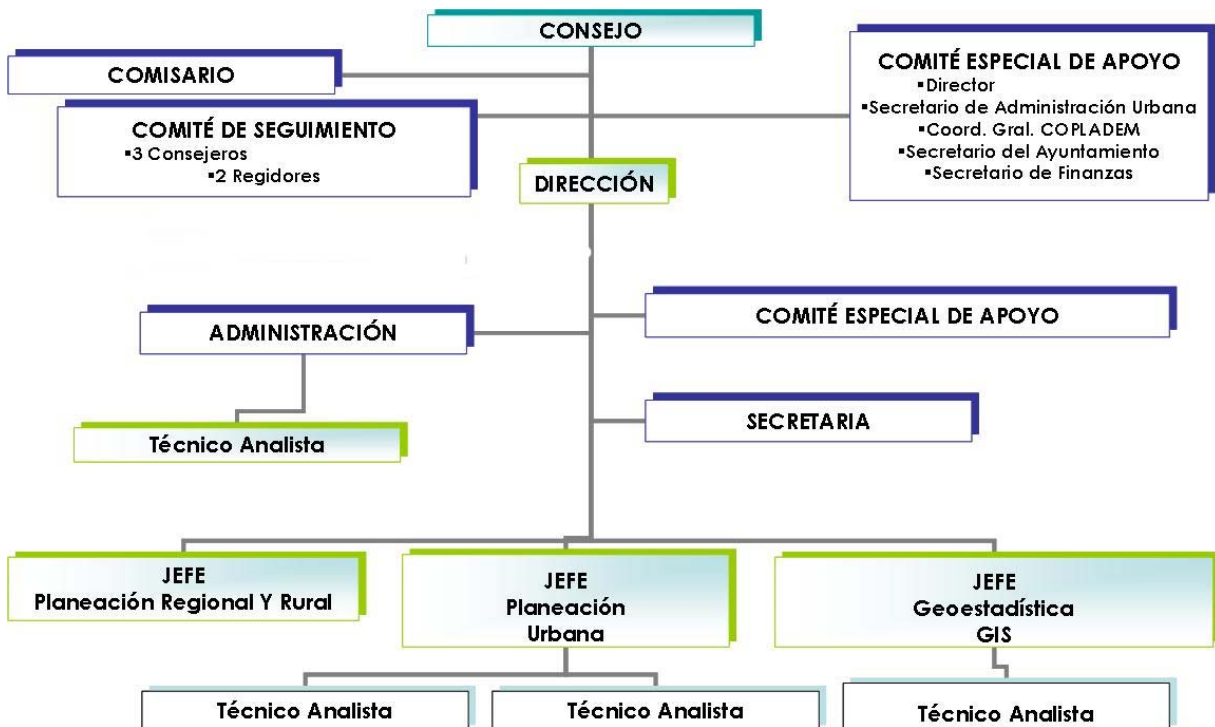 CONSEJO
COMISARIO
COMITÉ ESPECIAL DE APOYO
▪Director
▪Secretario de Administración Urbana
▪Coord. Gral. COPLADEM
▪Secretario del Ayuntamiento
▪Secretario de Finanzas
COMITÉ DE SEGUIMIENTO
▪3 Consejeros
▪2 Regidores
DIRECCIÓN
ADMINISTRACIÓN
COMITÉ ESPECIAL DE APOYO
Técnico Analista
SECRETARIA
JEFE
Planeación Regional Y Rural
JEFE
Planeación
Urbana
JEFE
Geoestadística
GIS
Técnico Analista
Técnico Analista
Técnico Analista